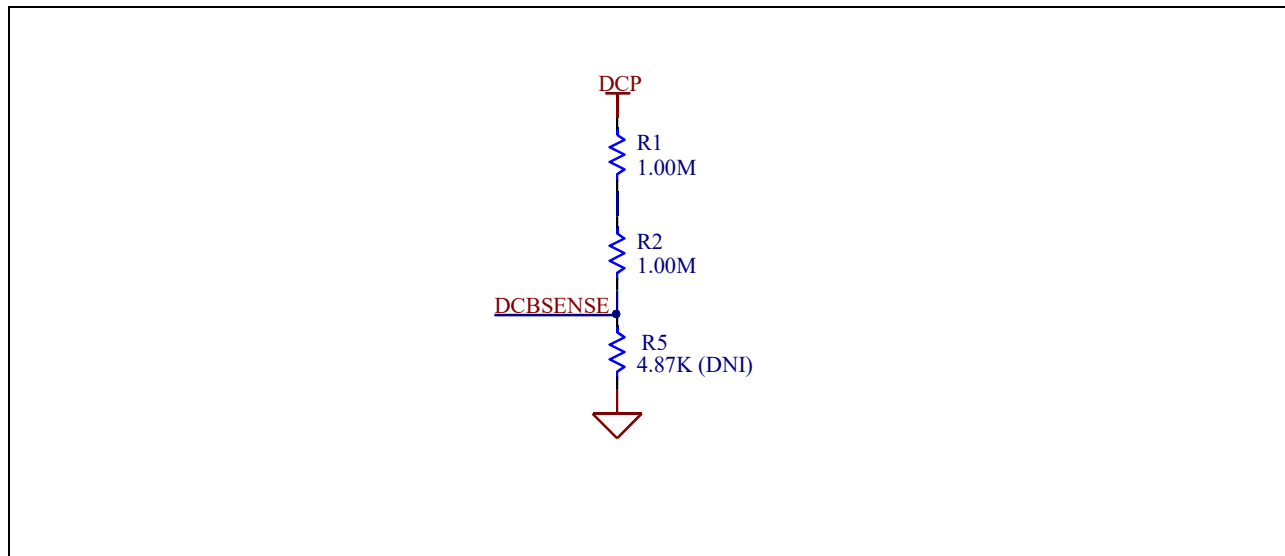 DCP
R1
1.00M
R2
1.00M
DCBSENSE
R5
4.87K (DNI)